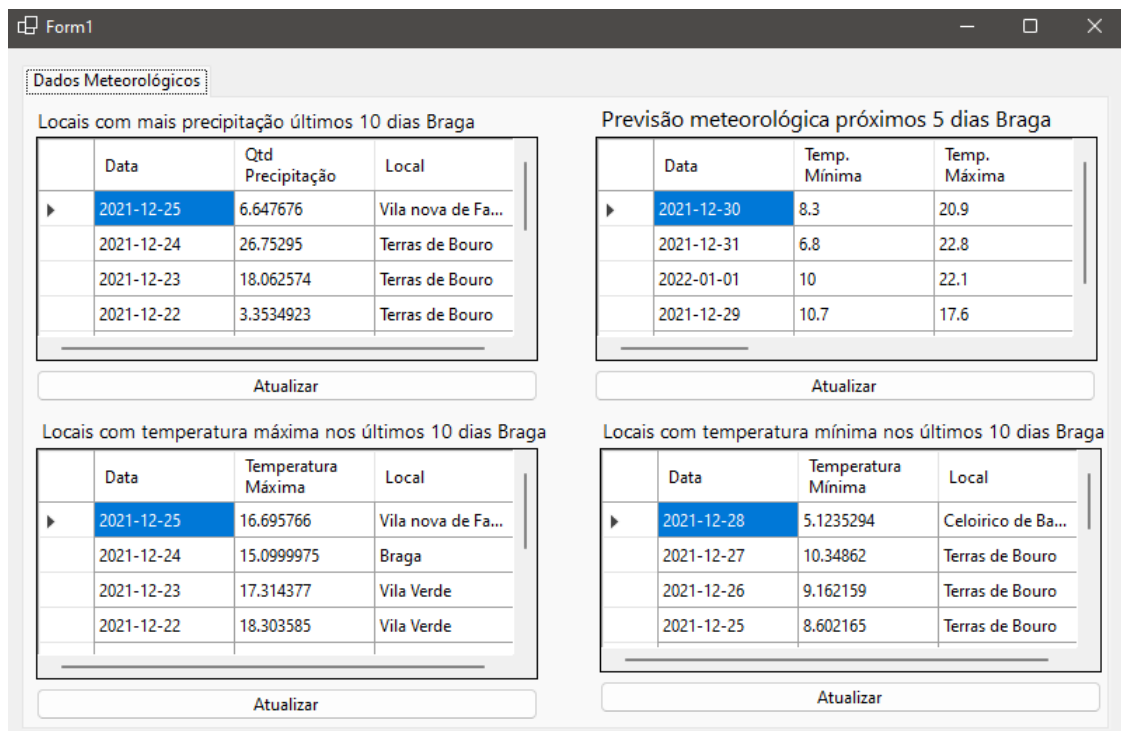 Form1
Dados Meteorológicos
Locais com mais precipitação últimos 10 dias Braga
Data Qtd Precipitação Local
2021-12-25 6.647676 Vila nova de Fa...
2021-12-24 26.75295 Terras de Bouro
2021-12-23 18.062574 Terras de Bouro
2021-12-22 3.3534923 Terras de Bouro
Atualizar
Previsão meteorológica próximos 5 dias Braga
Data Temp. Mínima Temp. Máxima
2021-12-30 8.3 20.9
2021-12-31 6.8 22.8
2022-01-01 10 22.1
2021-12-29 10.7 17.6
Atualizar
Locais com temperatura máxima nos últimos 10 dias Braga
Data Temperatura Máxima Local
2021-12-25 16.695766 Vila nova de Fa...
2021-12-24 15.0999975 Braga
2021-12-23 17.314377 Vila Verde
2021-12-22 18.303585 Vila Verde
Atualizar
Locais com temperatura mínima nos últimos 10 dias Braga
Data Temperatura Mínima Local
2021-12-28 5.1235294 Celoirico de Ba...
2021-12-27 10.34862 Terras de Bouro
2021-12-26 9.162159 Terras de Bouro
2021-12-25 8.602165 Terras de Bouro
Atualizar